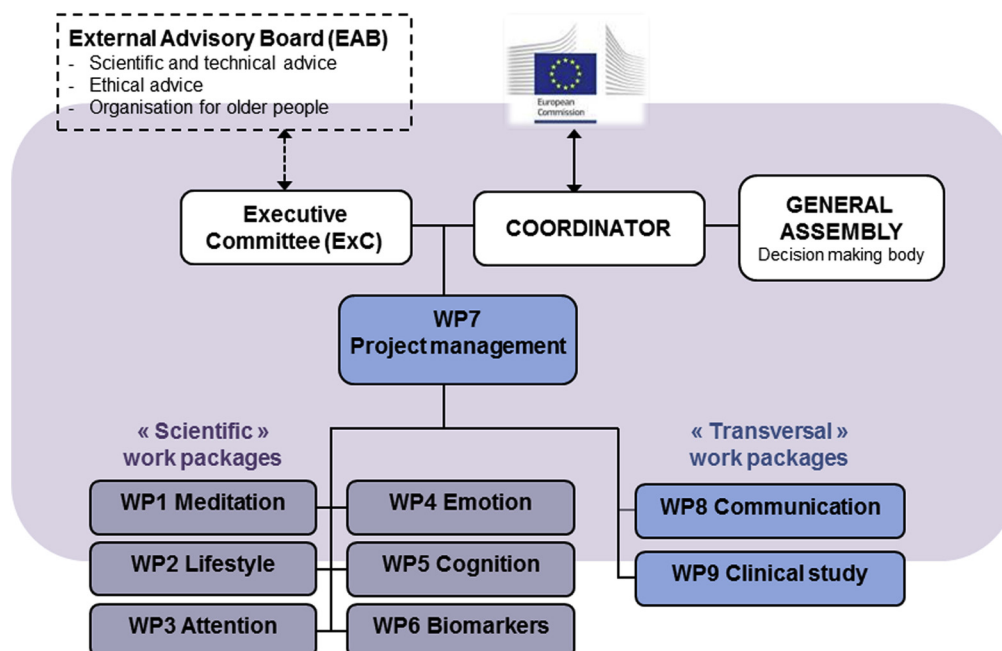 External Advisory Board (EAB)
- Scientific and technical advice
- Ethical advice
- Organisation for older people
European
Commission
Executive
Committee (ExC)
COORDINATOR
GENERAL
ASSEMBLY
Decision making body
WP7
Project management
« Scientific »
work packages
« Transversal »
work packages
WP1 Meditation
WP4 Emotion
WP8 Communication
WP2 Lifestyle
WP5 Cognition
WP9 Clinical study
WP3 Attention
WP6 Biomarkers